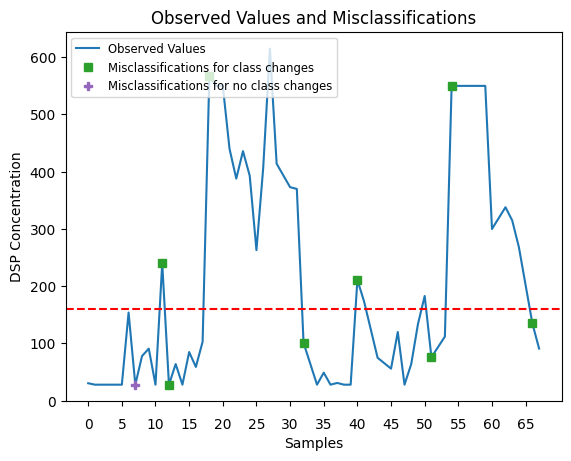 Observed Values and Misclassifications
Observed Values
Misclassifications for class changes
Misclassifications for no class changes
DSP Concentration
600
500
400
300
200
100
0
0 5 10 15 20 25 30 35 40 45 50 55 60 65
Samples